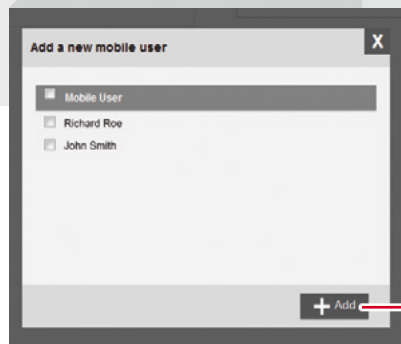 Add a new mobile user X
Mobile User
Richard Roe
John Smith
+ Add